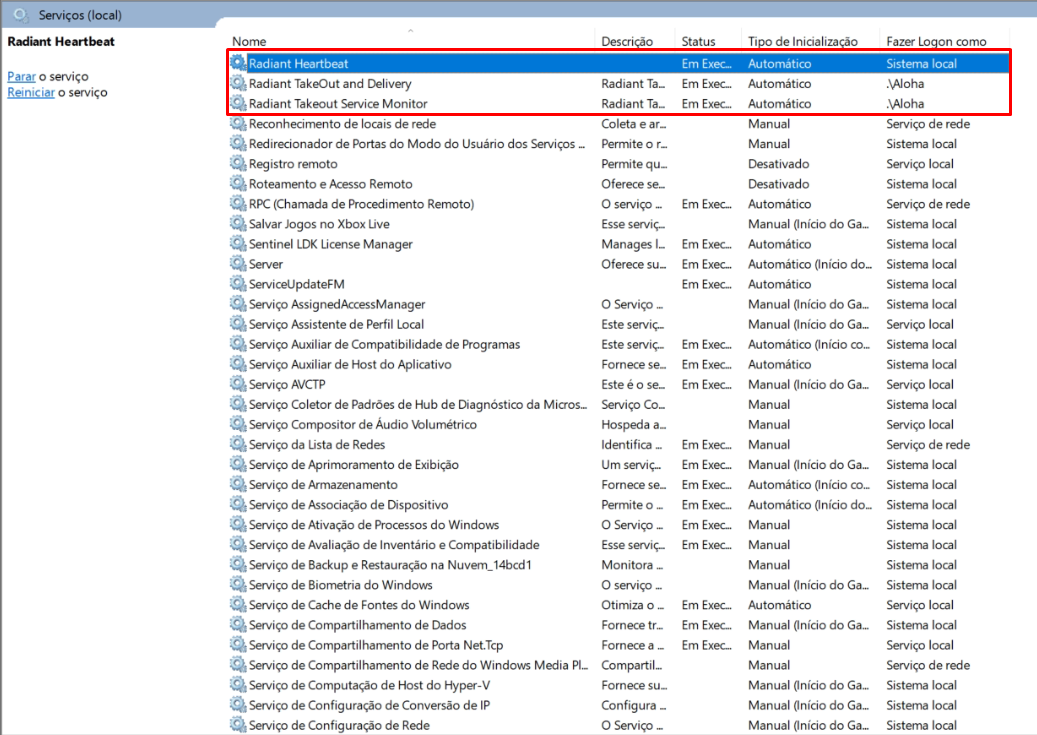 Serviços (local)
Radiant Heartbeat
Parar o serviço
Reiniciar o serviço
Nome Descrição Status Tipo de Inicialização Fazer Logon como
Radiant Heartbeat Em Exec... Automático Sistema local
Radiant TakeOut and Delivery Radiant Ta... Em Exec... Automático .\Aloha
Radiant Takeout Service Monitor Radiant Ta... Em Exec... Automático .\Aloha
Reconhecimento de locais de rede Coleta e ar... Manual Serviço de rede
Redirecionador de Portas do Modo do Usuário dos Serviços ... Permite o r... Manual Sistema local
Registro remoto Permite qu... Desativado Serviço local
Roteamento e Acesso Remoto Oferece se... Desativado Sistema local
RPC (Chamada de Procedimento Remoto) O serviço ... Em Exec... Automático Serviço de rede
Salvar Jogos no Xbox Live Esse serviç... Manual (Início do Ga... Sistema local
Sentinel LDK License Manager Manages l... Em Exec... Automático Sistema local
Server Oferece su... Em Exec... Automático (Início do... Sistema local
ServiceUpdateFM Em Exec... Automático Sistema local
Serviço AssignedAccessManager O Serviço ... Manual (Início do Ga... Sistema local
Serviço Assistente de Perfil Local Este serviç... Manual (Início do Ga... Serviço local
Serviço Auxiliar de Compatibilidade de Programas Este serviç... Em Exec... Automático (Início co... Sistema local
Serviço Auxiliar de Host do Aplicativo Fornece se... Em Exec... Automático Sistema local
Serviço AVCTP Este é o se... Em Exec... Manual (Início do Ga... Serviço local
Serviço Coletor de Padrões de Hub de Diagnóstico da Micros... Serviço Co... Manual Sistema local
Serviço Compositor de Áudio Volumétrico Hospeda a... Manual Serviço local
Serviço da Lista de Redes Identifica ... Em Exec... Manual Serviço de rede
Serviço de Aprimoramento de Exibição Um serviç... Em Exec... Manual (Início do Ga... Sistema local
Serviço de Armazenamento Fornece se... Em Exec... Automático (Início co... Sistema local
Serviço de Associação de Dispositivo Permite o ... Em Exec... Automático (Início do... Sistema local
Serviço de Ativação de Processos do Windows O Serviço ... Em Exec... Manual Sistema local
Serviço de Avaliação de Inventário e Compatibilidade Esse serviç... Em Exec... Manual Sistema local
Serviço de Backup e Restauração na Nuvem_14bcd1 Monitora ... Manual Sistema local
Serviço de Biometria do Windows O serviço ... Manual (Início do Ga... Sistema local
Serviço de Cache de Fontes do Windows Otimiza o ... Em Exec... Automático Serviço local
Serviço de Compartilhamento de Dados Fornece tr... Em Exec... Manual (Início do Ga... Sistema local
Serviço de Compartilhamento de Porta Net.Tcp Fornece a ... Em Exec... Manual Serviço local
Serviço de Compartilhamento de Rede do Windows Media Pl... Compartil... Manual Serviço de rede
Serviço de Computação de Host do Hyper-V Fornece su... Manual (Início do Ga... Sistema local
Serviço de Configuração de Conversão de IP Configura ... Manual (Início do Ga... Sistema local
Serviço de Configuração de Rede O Serviço ... Manual (Início do Ga... Sistema local